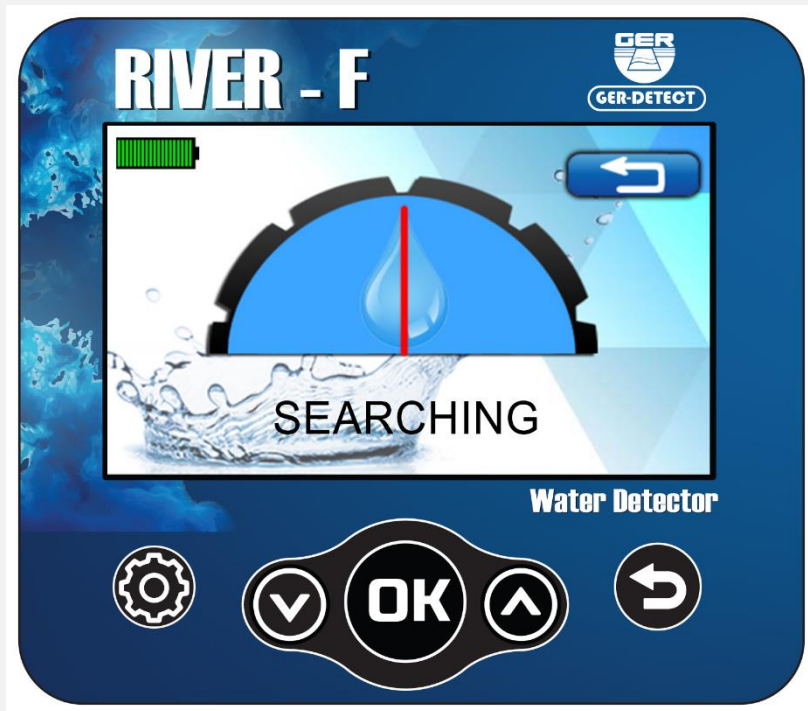 RIVER - F
GER
GER-DETECT
SEARCHING
Water Detector
OK